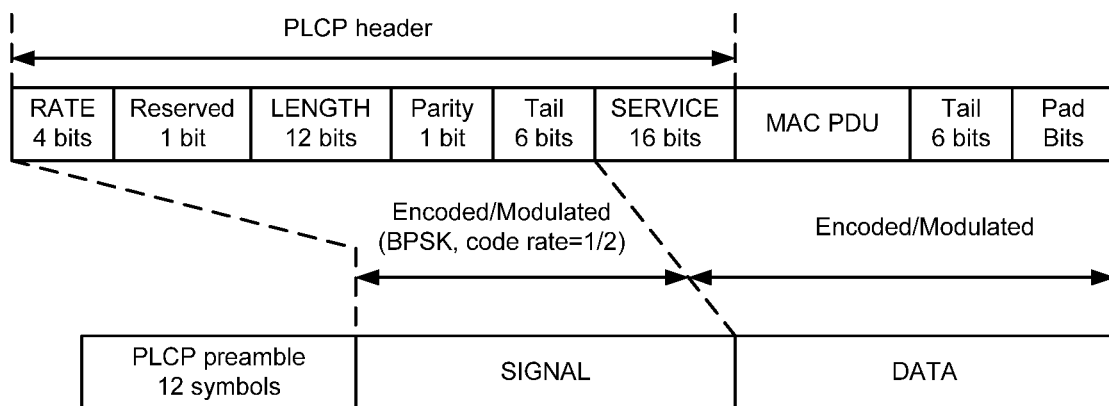 PLCP header
RATE
4 bits
Reserved
1 bit
LENGTH
12 bits
Parity
1 bit
Tail
6 bits
SERVICE
16 bits
MAC PDU
Tail
6 bits
Pad
Bits
Encoded/Modulated
(BPSK, code rate=1/2)
Encoded/Modulated
PLCP preamble
12 symbols
SIGNAL
DATA